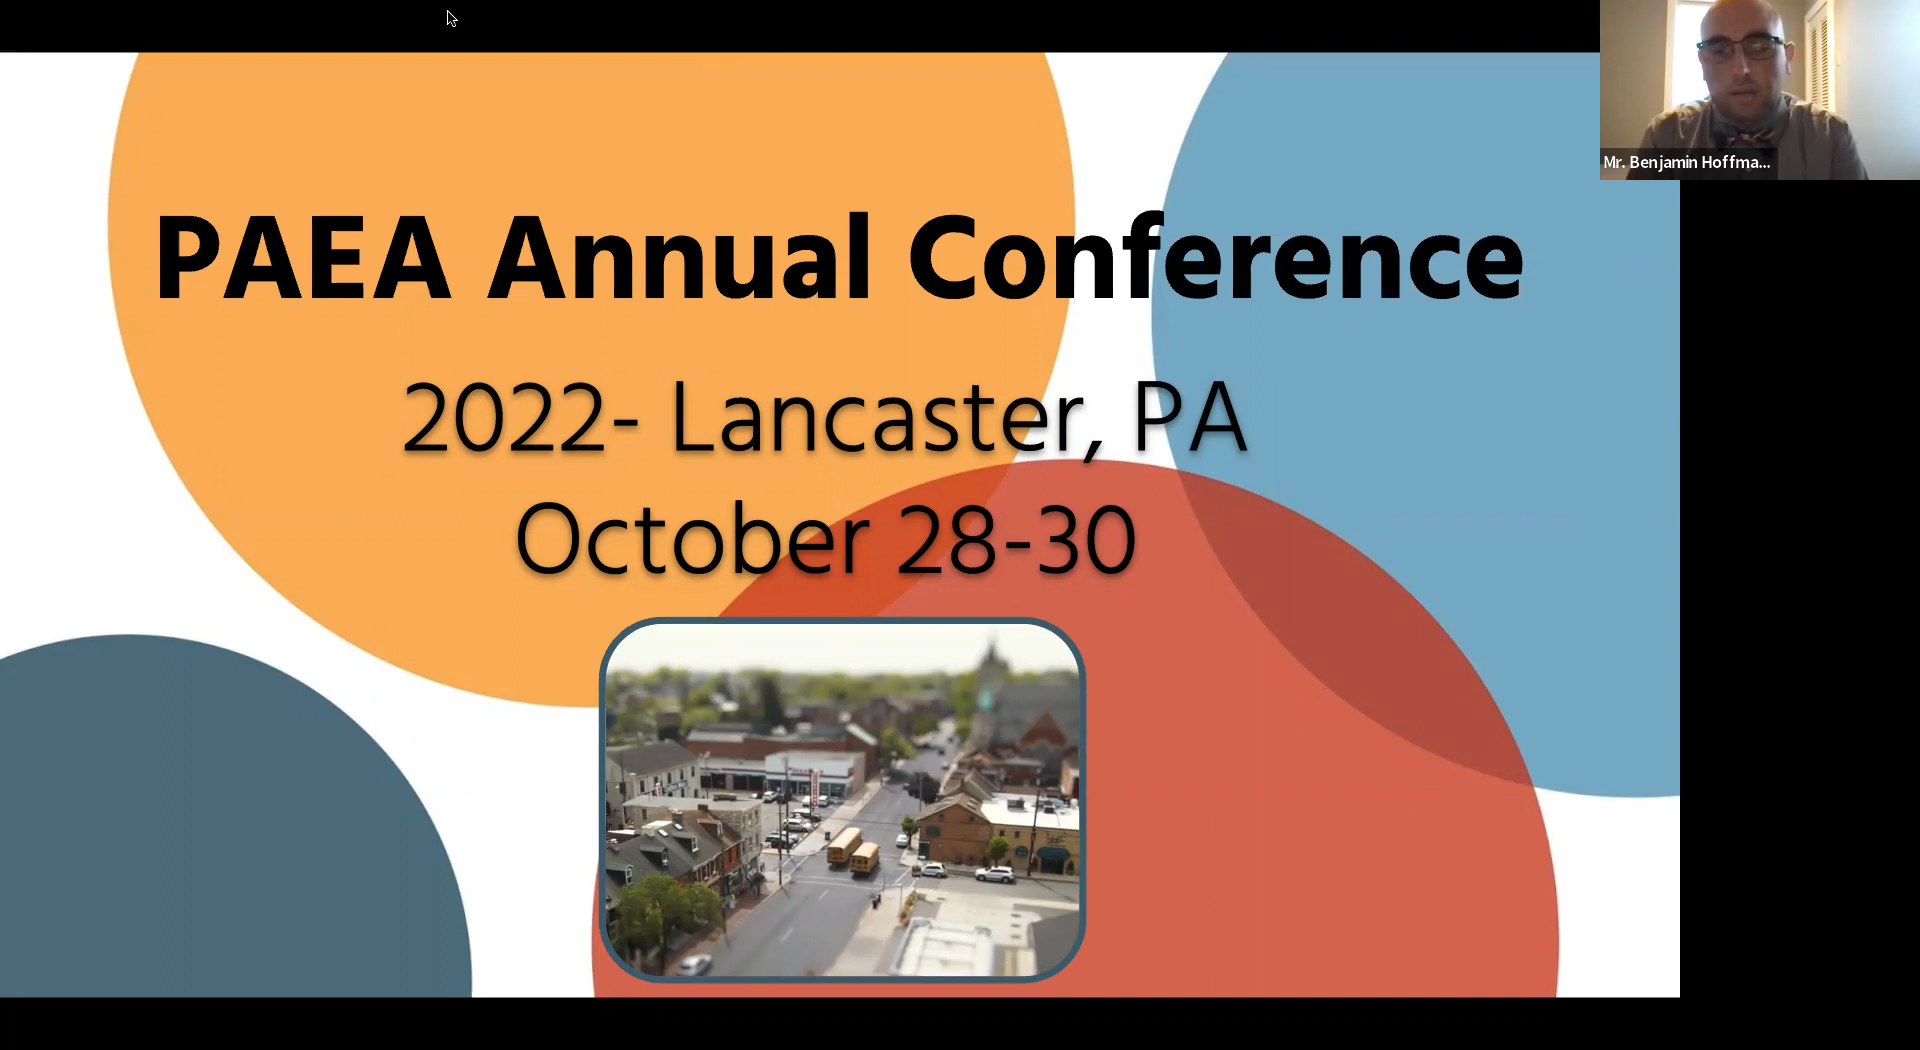 PAEA Annual Conference
2022- Lancaster, PA
October 28-30
Mr. Benjamin Hoffma...